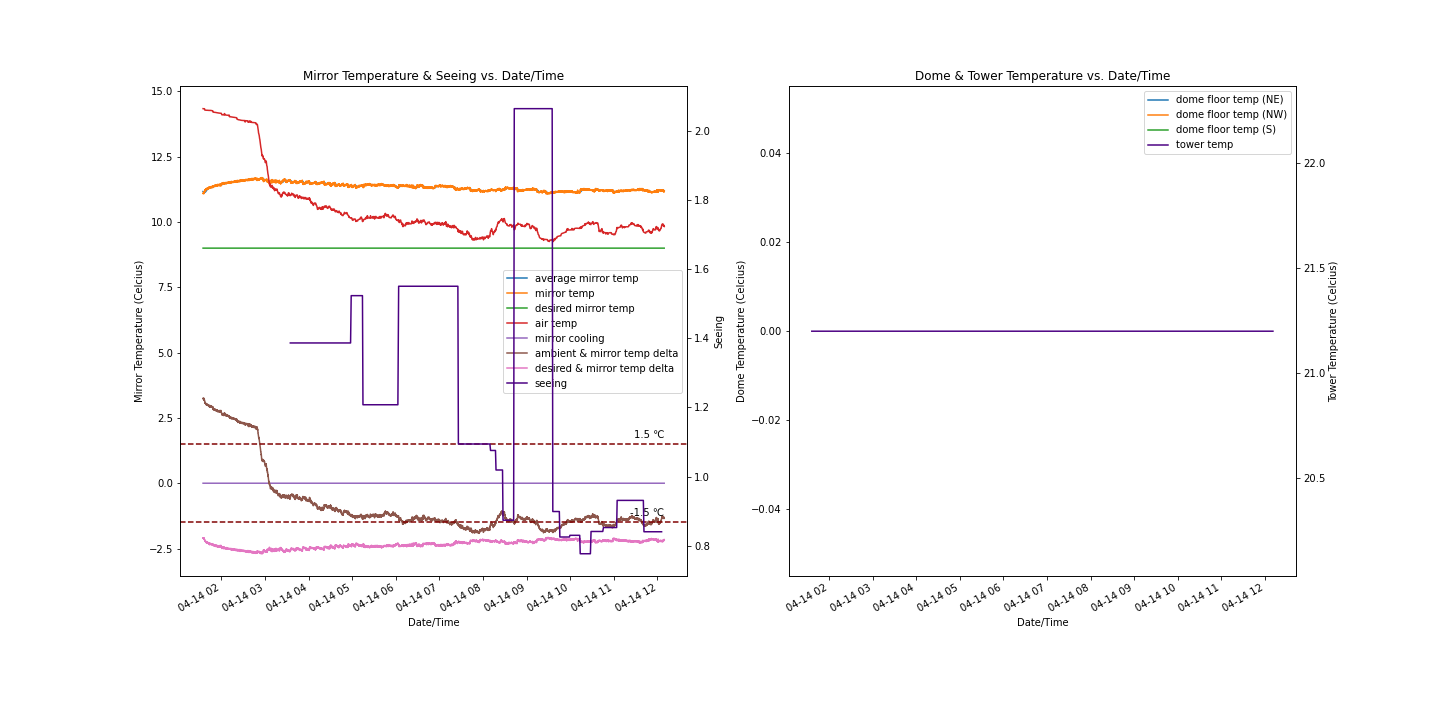 Mirror Temperature & Seeing vs. Date/Time
15.0
12.5
10.0
7.5
5.0
2.5
0.0
−2.5
Mirror Temperature (Celcius)
average mirror temp
mirror temp
desired mirror temp
air temp
mirror cooling
ambient & mirror temp delta
desired & mirror temp delta
seeing
1.5 °C
-1.5 °C
2.0
1.8
1.6
1.4
1.2
1.0
0.8
Seeing
04-14 02
04-14 03
04-14 04
04-14 05
04-14 06
04-14 07
04-14 08
04-14 09
04-14 10
04-14 11
04-14 12
Date/Time
Dome & Tower Temperature vs. Date/Time
0.04
0.02
0.00
−0.02
−0.04
Dome Temperature (Celcius)
dome floor temp (NE)
dome floor temp (NW)
dome floor temp (S)
tower temp
22.0
21.5
21.0
20.5
Tower Temperature (Celcius)
04-14 02
04-14 03
04-14 04
04-14 05
04-14 06
04-14 07
04-14 08
04-14 09
04-14 10
04-14 11
04-14 12
Date/Time